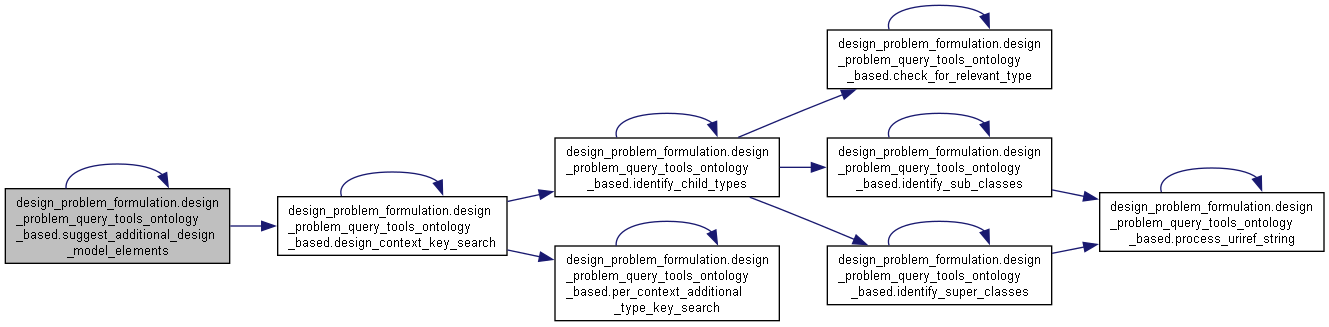 design_problem_formulation.design
_problem_query_tools_ontology
_based.suggest_additional_design
_model_elements
design_problem_formulation.design
_problem_query_tools_ontology
_based.design_context_key_search
design_problem_formulation.design
_problem_query_tools_ontology
_based.identify_child_types
design_problem_formulation.design
_problem_query_tools_ontology
_based.per_context_additional
_type_key_search
design_problem_formulation.design
_problem_query_tools_ontology
_based.check_for_relevant_type
design_problem_formulation.design
_problem_query_tools_ontology
_based.identify_sub_classes
design_problem_formulation.design
_problem_query_tools_ontology
_based.identify_super_classes
design_problem_formulation.design
_problem_query_tools_ontology
_based.process_uriref_string